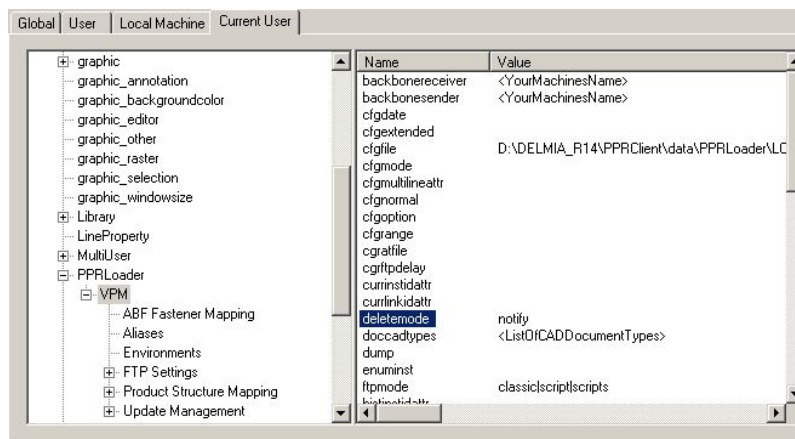 Global User Local Machine Current User
graphic
graphic_annotation
graphic_backgroundcolor
graphic_editor
graphic_other
graphic_raster
graphic_selection
graphic_windowsize
Library
LineProperty
MultiUser
PPRLoader
VPM
ABF Fastener Mapping
Aliases
Environments
FTP Settings
Product Structure Mapping
Update Management
Name Value
backbonereceiver <YourMachinesName>
backbonesender <YourMachinesName>
cfgdate
cfgextended
cfgfile D:\DELMIA_R14\PPRClient\data\PPRLoader\LC
cfgmode
cfgmultilineattr
cfgnormal
cfgoption
cfgrange
cgratfile
cgrftpdelay
currinstidattr
currlinkidattr
deletemode notify
doccadtypes <ListOfCADDocumentTypes>
dump
enuminst
ftpmode classic|script|scripts